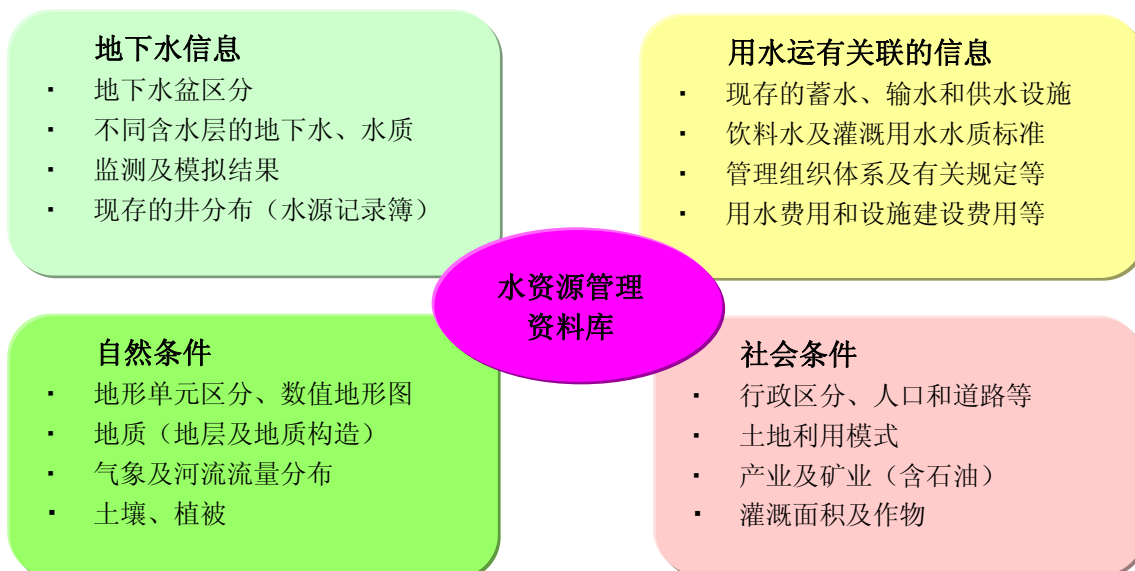 地下水信息
▪ 地下水盆区分
▪ 不同含水层的地下水、水质
▪ 监测及模拟结果
▪ 现存的井分布（水源记录簿）
用水运有关联的信息
▪ 现存的蓄水、输水和供水设施
▪ 饮料水及灌溉用水水质标准
▪ 管理组织体系及有关规定等
▪ 用水费用和设施建设费用等
水资源管理
资料库
自然条件
▪ 地形单元区分、数值地形图
▪ 地质（地层及地质构造）
▪ 气象及河流流量分布
▪ 土壤、植被
社会条件
▪ 行政区分、人口和道路等
▪ 土地利用模式
▪ 产业及矿业（含石油）
▪ 灌溉面积及作物